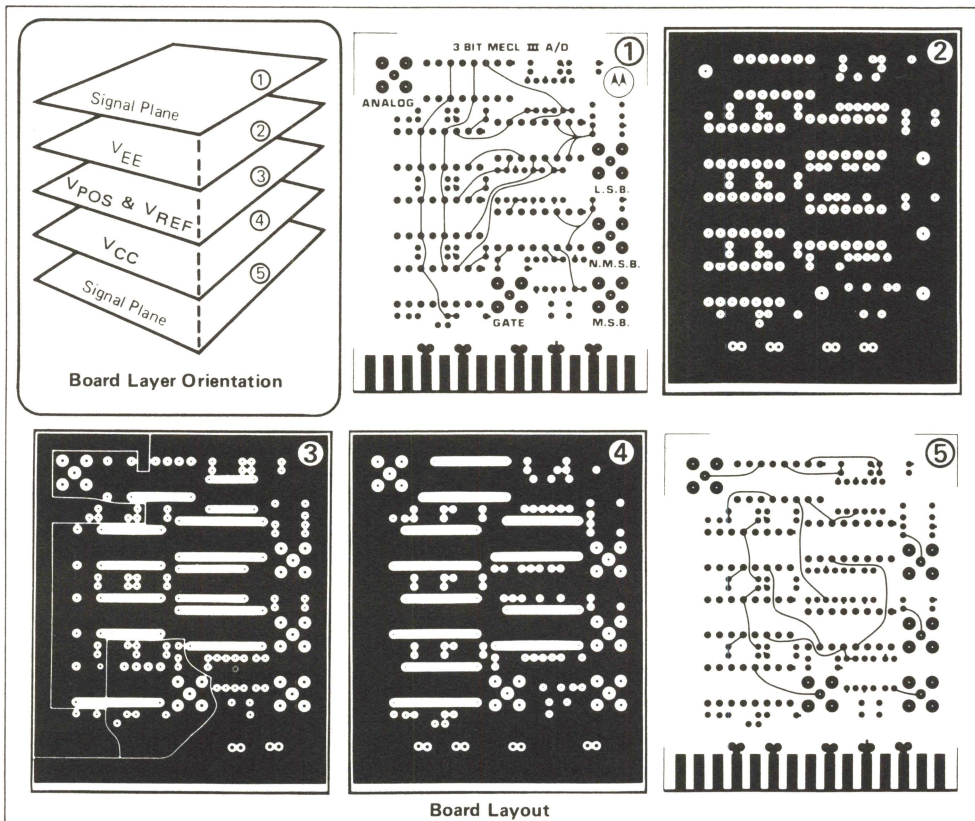 Signal Plane
①
VEE
②
VPOS & VREF
③
VCC
④
Signal Plane
⑤
Board Layer Orientation
3 BIT MECL III A/D
①
ANALOG
L.S.B.
N.M.S.B.
GATE
M.S.B.
②
③
④
⑤
Board Layout